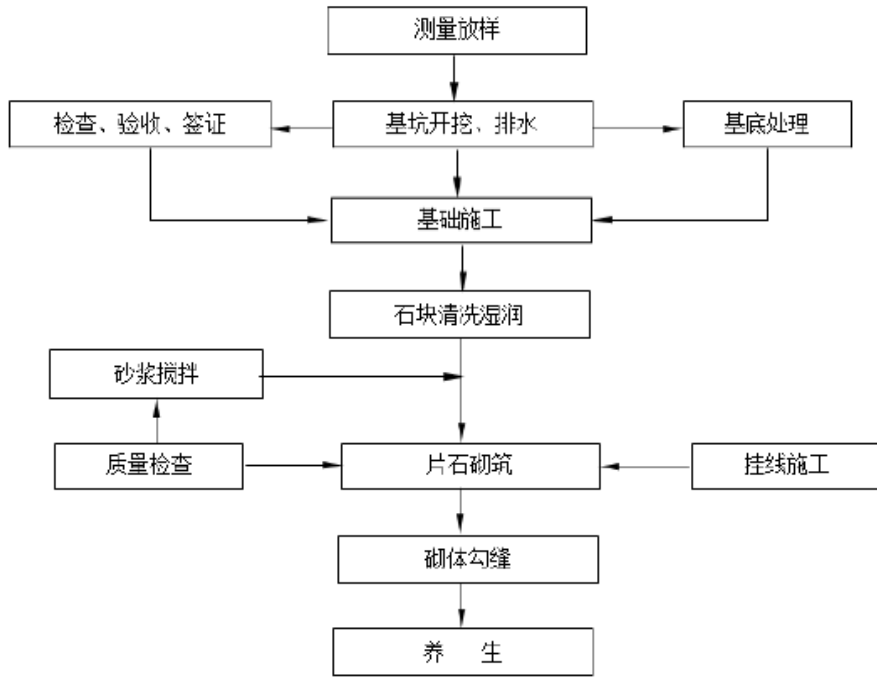 测量放样
检查、验收、签证
基坑开挖、排水
基底处理
基础施工
石块清洗湿润
砂浆搅拌
质量检查
片石砌筑
挂线施工
砌体勾缝
养 生